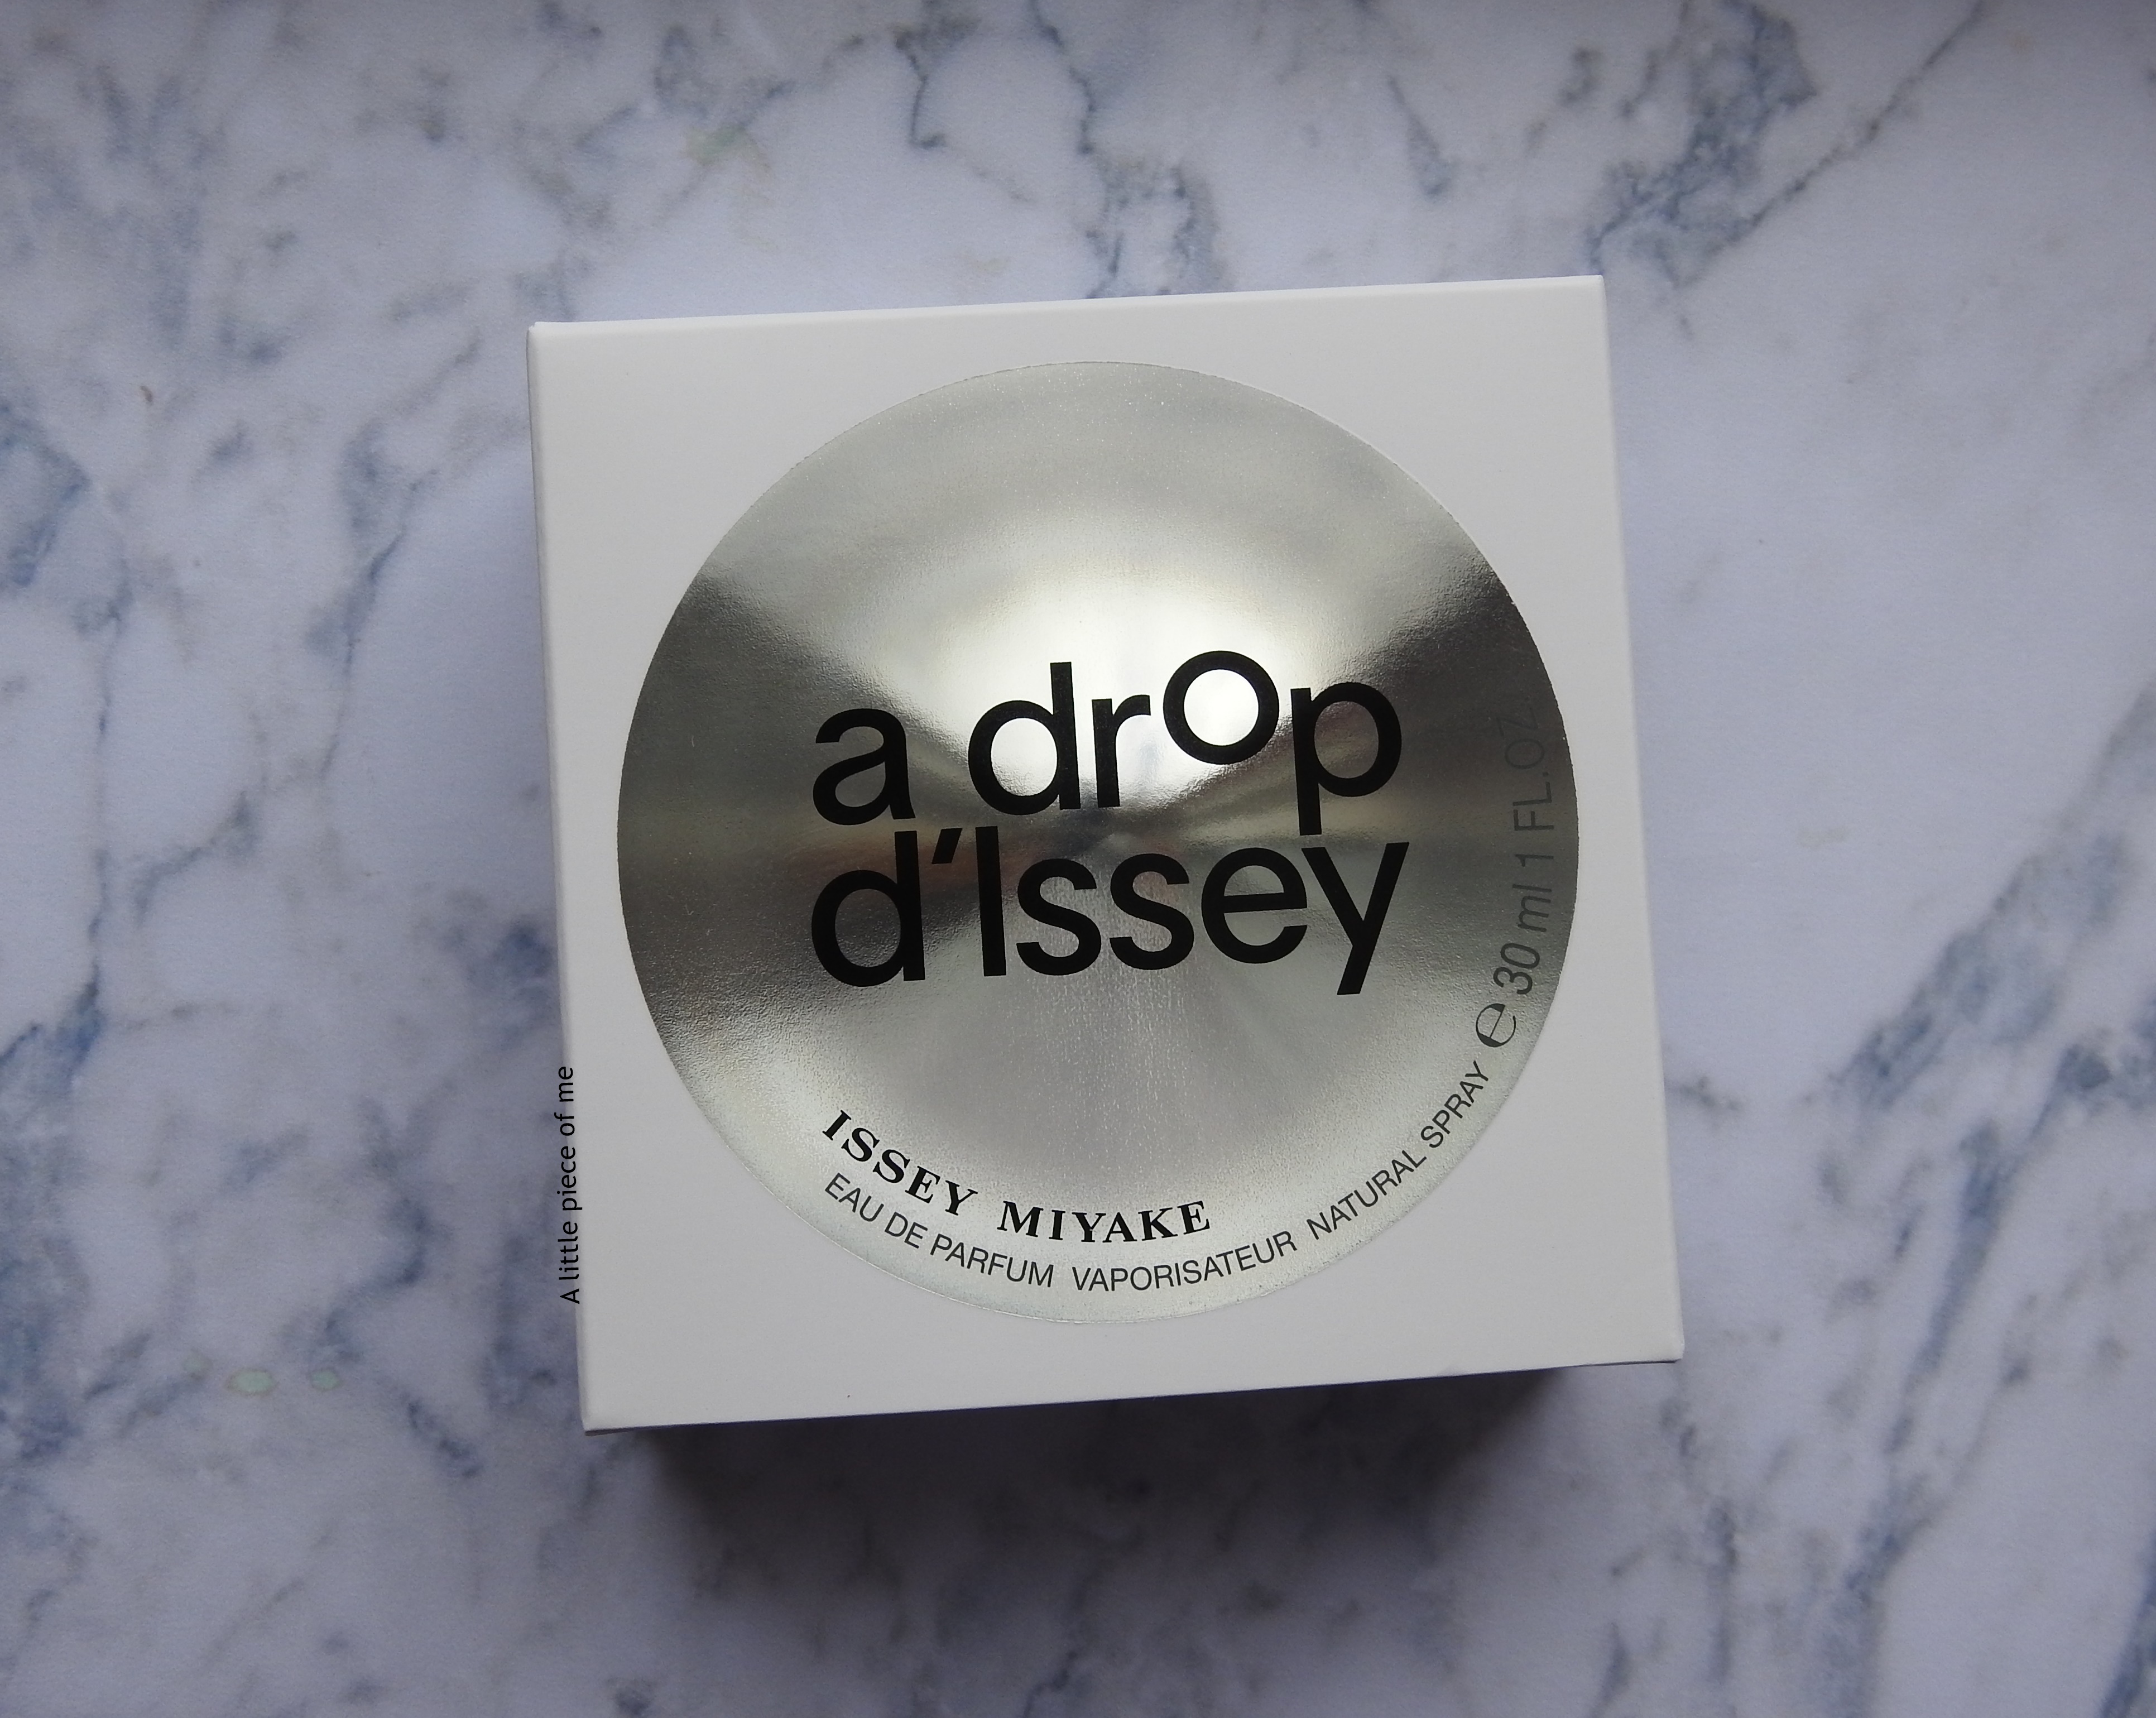 a drop
d'Issey
ISSEY MIYAKE
EAU DE PARFUM VAPORISATEUR NATURAL SPRAY ℮ 30 ml 1 FL.OZ.
A little piece of me